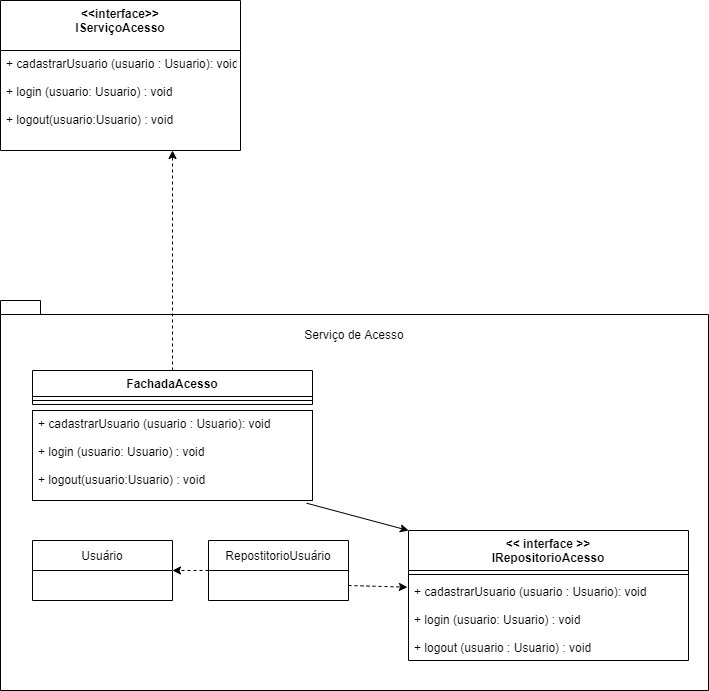 <<interface>>
IServiçoAcesso
+ cadastrarUsuario (usuario : Usuario): void
+ login (usuario: Usuario) : void
+ logout(usuario:Usuario) : void
Serviço de Acesso
FachadaAcesso
+ cadastrarUsuario (usuario : Usuario): void
+ login (usuario: Usuario) : void
+ logout(usuario:Usuario) : void
Usuário
RepostitorioUsuário
<< interface >>
IRepositorioAcesso
+ cadastrarUsuario (usuario : Usuario): void
+ login (usuario: Usuario) : void
+ logout (usuario : Usuario) : void